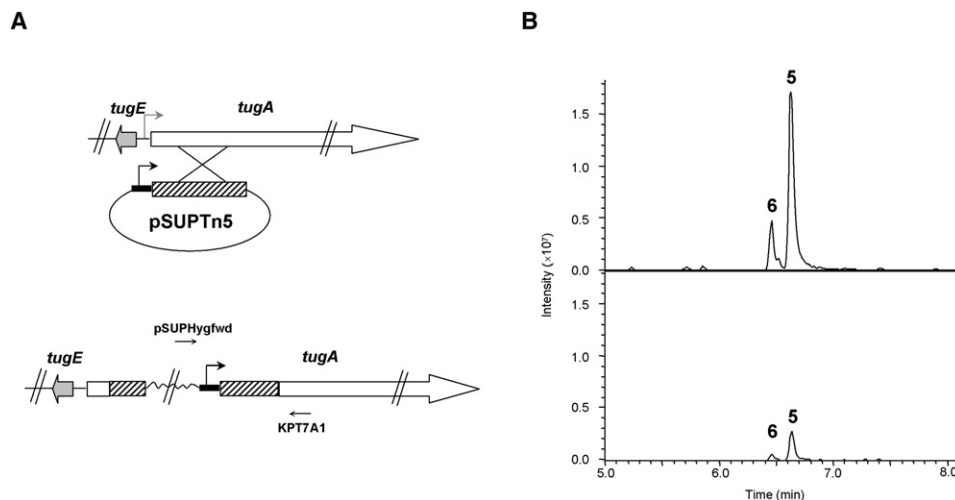 A
tugE
tugA
pSUPTn5
pSUPHygfwd
tugE
tugA
KPT7A1
B
5
6
1.5
1.0
0.5
0.0
Intensity (×10⁷)
6
5
1.5
1.0
0.5
0.0
5.0 6.0 7.0 8.0
Time (min)